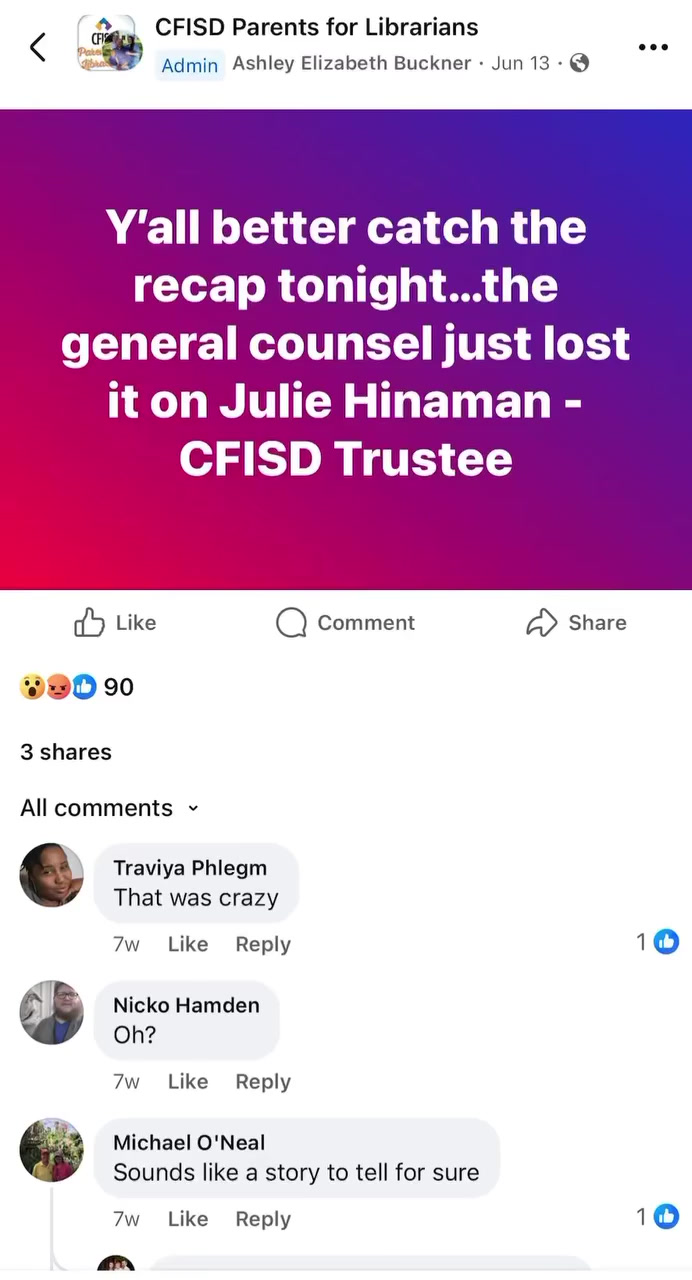 CFISD Parents for Librarians
Admin Ashley Elizabeth Buckner · Jun 13 ·
Y'all better catch the
recap tonight...the
general counsel just lost
it on Julie Hinaman -
CFISD Trustee
Like Comment Share
90
3 shares
All comments
Traviya Phlegm
That was crazy
7w Like Reply 1
Nicko Hamden
Oh?
7w Like Reply
Michael O'Neal
Sounds like a story to tell for sure
7w Like Reply 1